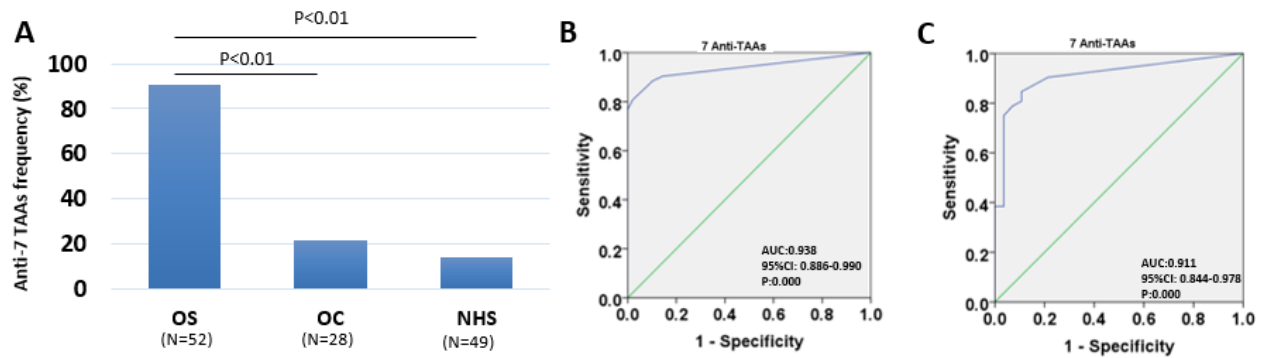 A
P<0.01
P<0.01
Anti-7 TAAs frequency (%)
100
80
60
40
20
0
OS
(N=52)
OC
(N=28)
NHS
(N=49)
B
7 Anti-TAAs
Sensitivity
1.0
0.8
0.6
0.4
0.2
0.0
AUC:0.938
95%CI: 0.886-0.990
P:0.000
0.0 0.2 0.4 0.6 0.8 1.0
1 - Specificity
C
7 Anti-TAAs
Sensitivity
1.0
0.8
0.6
0.4
0.2
0.0
AUC:0.911
95%CI: 0.844-0.978
P:0.000
0.0 0.2 0.4 0.6 0.8 1.0
1 - Specificity